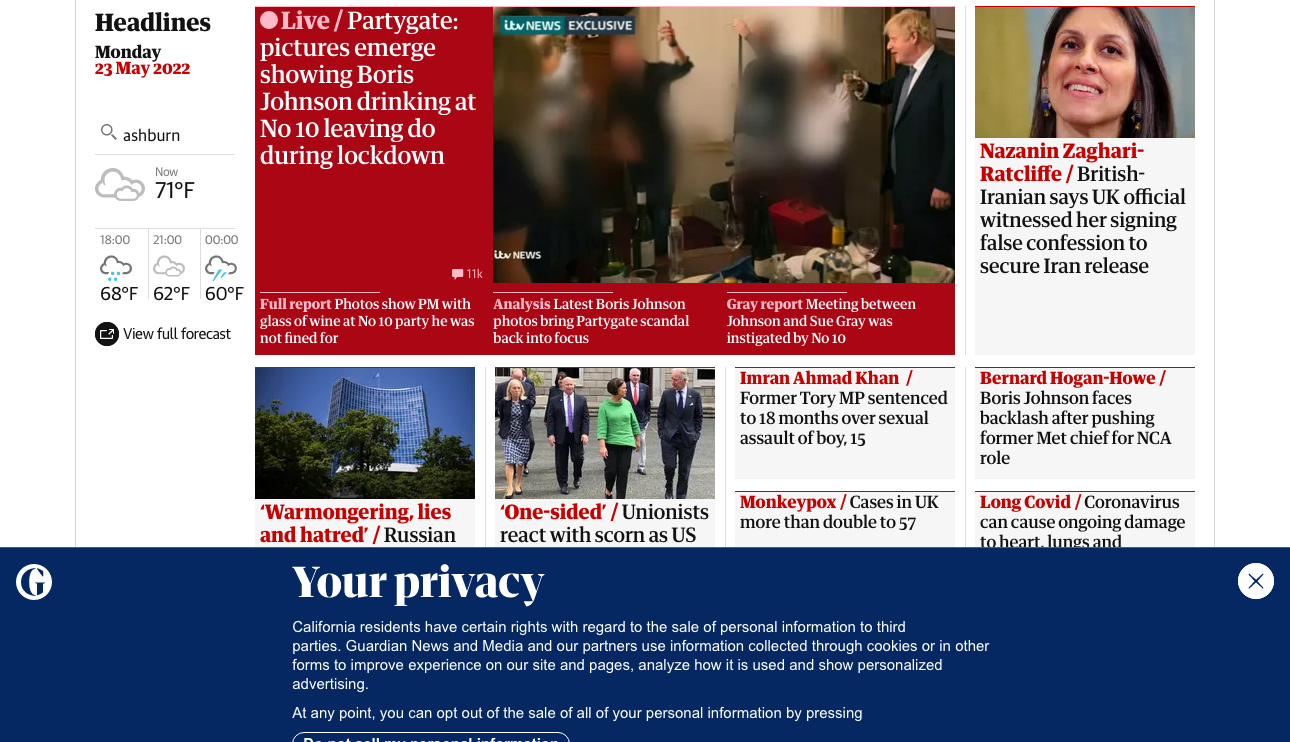 Headlines
Monday
23 May 2022
ashburn
Now
71°F
18:00
21:00
00:00
68°F
62°F
60°F
View full forecast
Live / Partygate:
pictures emerge
showing Boris
Johnson drinking at
No 10 leaving do
during lockdown
11k
itv NEWS EXCLUSIVE
itv NEWS
Full report Photos show PM with
glass of wine at No 10 party he was
not fined for
Analysis Latest Boris Johnson
photos bring Partygate scandal
back into focus
Gray report Meeting between
Johnson and Sue Gray was
instigated by No 10
Nazanin Zaghari-
Ratcliffe / British-
Iranian says UK official
witnessed her signing
false confession to
secure Iran release
‘Warmongering, lies
and hatred’ / Russian
‘One-sided’ / Unionists
react with scorn as US
Imran Ahmad Khan /
Former Tory MP sentenced
to 18 months over sexual
assault of boy, 15
Monkeypox / Cases in UK
more than double to 57
Bernard Hogan-Howe /
Boris Johnson faces
backlash after pushing
former Met chief for NCA
role
Long Covid / Coronavirus
can cause ongoing damage
to heart, lungs and
G
Your privacy
California residents have certain rights with regard to the sale of personal information to third
parties. Guardian News and Media and our partners use information collected through cookies or in other
forms to improve experience on our site and pages, analyze how it is used and show personalized
advertising.
At any point, you can opt out of the sale of all of your personal information by pressing
Do not sell my personal information